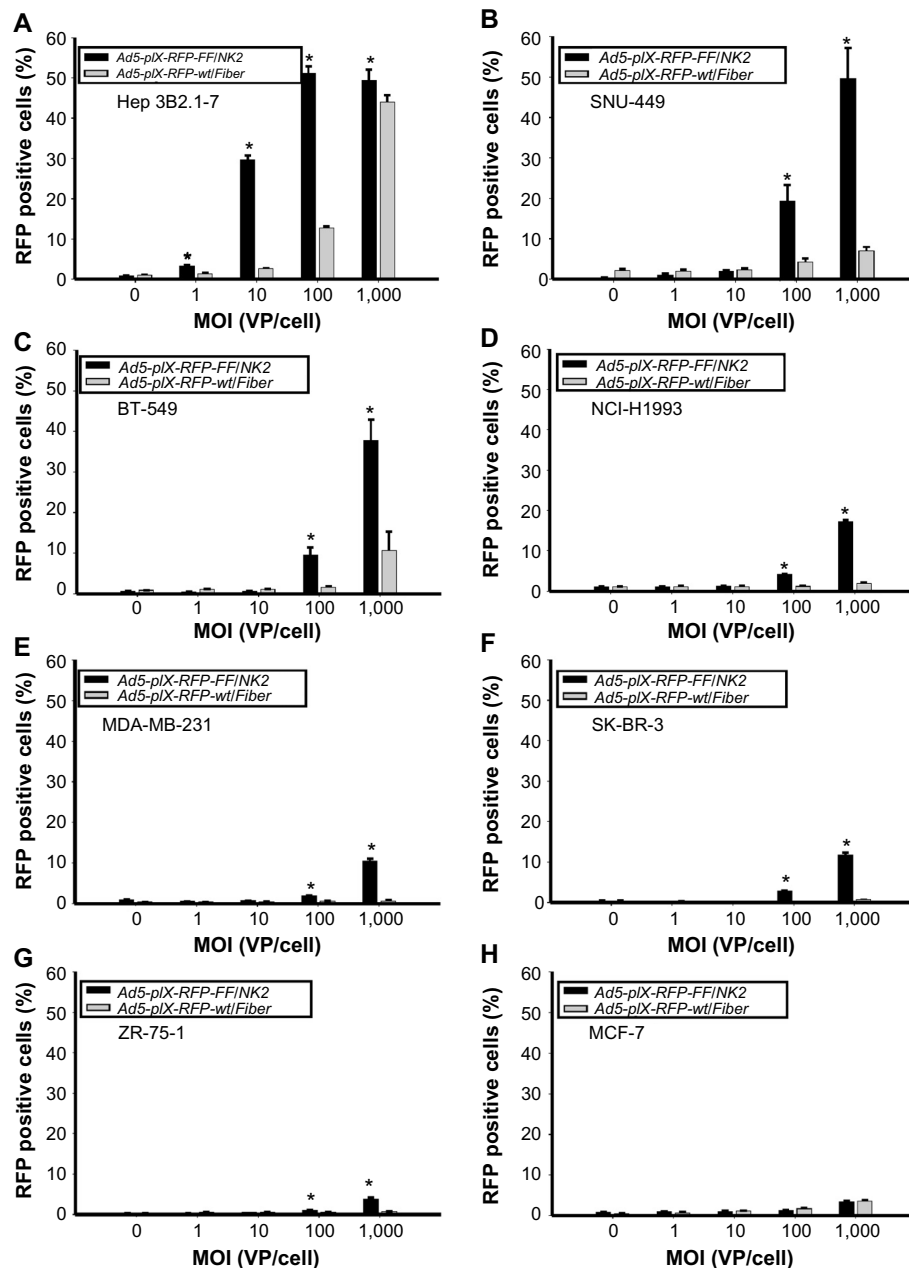 A
RFP positive cells (%)
60
50
40
30
20
10
0
Ad5-pIX-RFP-FF/NK2
Ad5-pIX-RFP-wt/Fiber
Hep 3B2.1-7
*
*
*
*
0 1 10 100 1,000
MOI (VP/cell)
B
RFP positive cells (%)
60
50
40
30
20
10
0
Ad5-pIX-RFP-FF/NK2
Ad5-pIX-RFP-wt/Fiber
SNU-449
*
*
0 1 10 100 1,000
MOI (VP/cell)
C
RFP positive cells (%)
60
50
40
30
20
10
0
Ad5-pIX-RFP-FF/NK2
Ad5-pIX-RFP-wt/Fiber
BT-549
*
*
0 1 10 100 1,000
MOI (VP/cell)
D
RFP positive cells (%)
60
50
40
30
20
10
0
Ad5-pIX-RFP-FF/NK2
Ad5-pIX-RFP-wt/Fiber
NCI-H1993
*
*
0 1 10 100 1,000
MOI (VP/cell)
E
RFP positive cells (%)
60
50
40
30
20
10
0
Ad5-pIX-RFP-FF/NK2
Ad5-pIX-RFP-wt/Fiber
MDA-MB-231
*
*
0 1 10 100 1,000
MOI (VP/cell)
F
RFP positive cells (%)
60
50
40
30
20
10
0
Ad5-pIX-RFP-FF/NK2
Ad5-pIX-RFP-wt/Fiber
SK-BR-3
*
*
0 1 10 100 1,000
MOI (VP/cell)
G
RFP positive cells (%)
60
50
40
30
20
10
0
Ad5-pIX-RFP-FF/NK2
Ad5-pIX-RFP-wt/Fiber
ZR-75-1
*
*
0 1 10 100 1,000
MOI (VP/cell)
H
RFP positive cells (%)
60
50
40
30
20
10
0
Ad5-pIX-RFP-FF/NK2
Ad5-pIX-RFP-wt/Fiber
MCF-7
0 1 10 100 1,000
MOI (VP/cell)